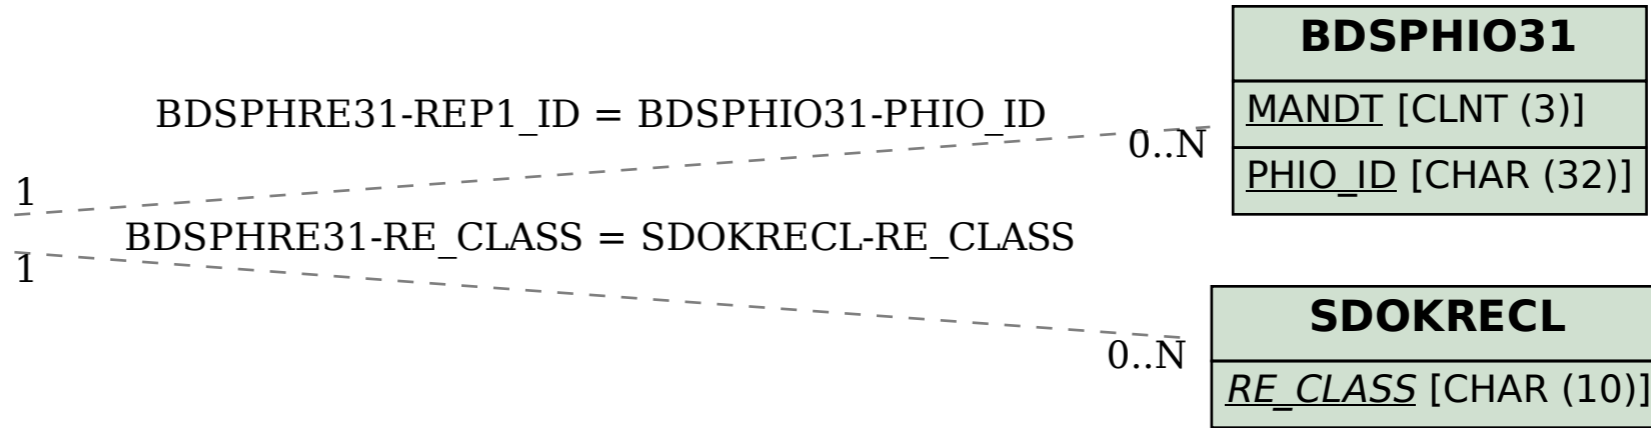 BDSPHIO31
BDSPHRE31-REP1_ID = BDSPHIO31-PHIO_ID
MANDT [CLNT (3)]
0..N
PHIO_ID [CHAR (32)]
1
BDSPHRE31-RE_CLASS = SDOKRECL-RE_CLASS
1
SDOKRECL
0..N
RE_CLASS [CHAR (10)]